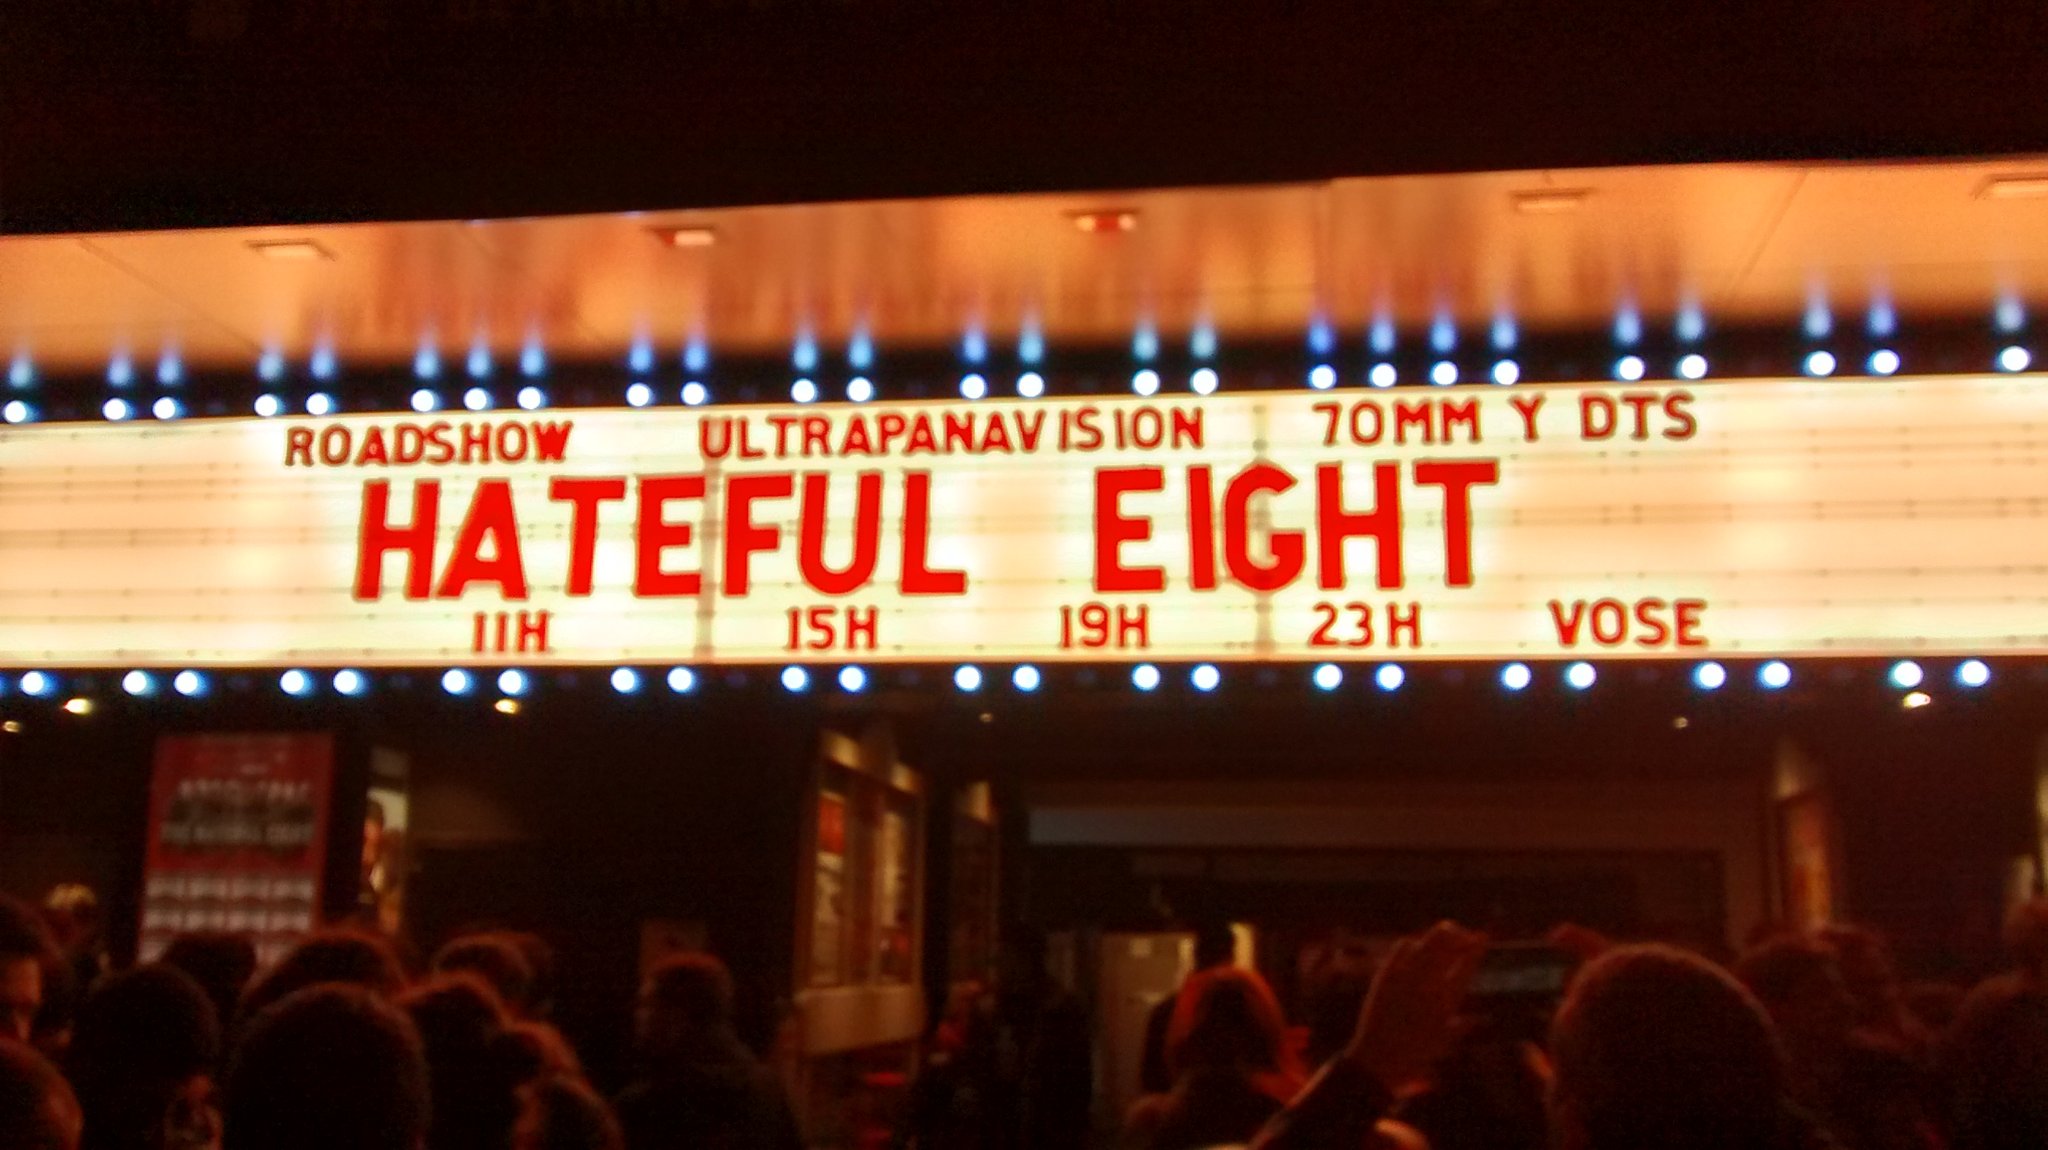 ROADSHOW ULTRAPANAVISION 70MM Y DTS
HATEFUL EIGHT
11H 15H 19H 23H VOSE